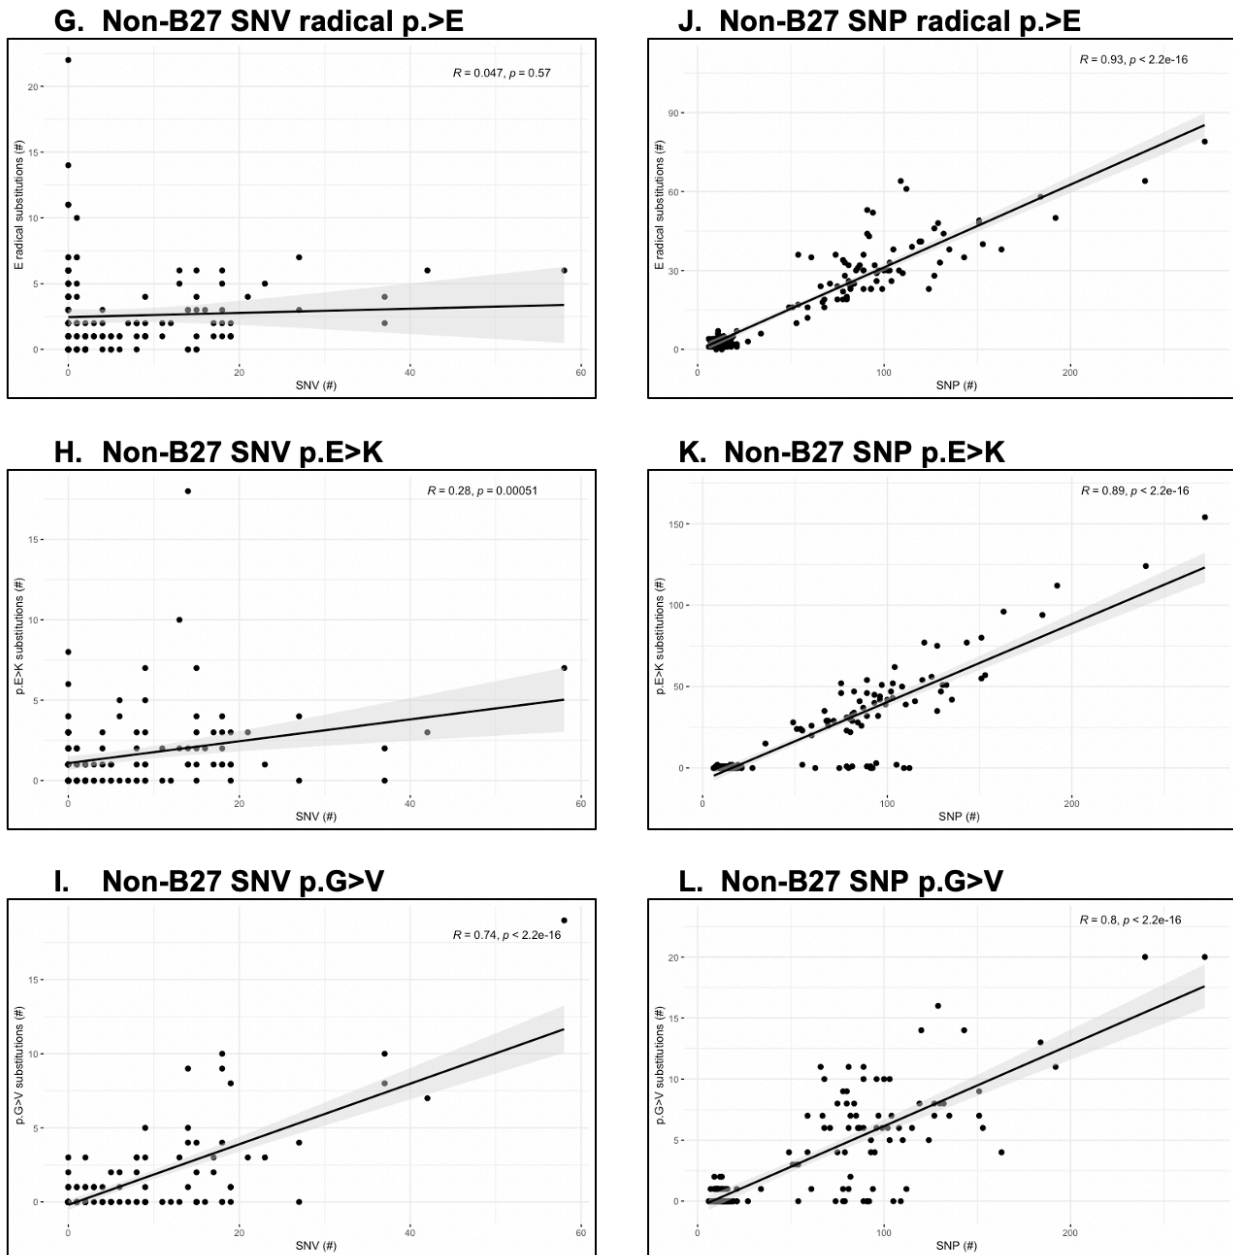 G. Non-B27 SNV radical p.>E
R = 0.047, p = 0.57
E radical substitutions (#)
20
15
10
5
0
0 20 40 60
SNV (#)
J. Non-B27 SNP radical p.>E
R = 0.93, p < 2.2e-16
E radical substitutions (#)
90
60
30
0
0 100 200
SNP (#)
H. Non-B27 SNV p.E>K
R = 0.28, p = 0.00051
p.E>K substitutions (#)
15
10
5
0
0 20 40 60
SNV (#)
K. Non-B27 SNP p.E>K
R = 0.89, p < 2.2e-16
p.E>K substitutions (#)
150
100
50
0
0 100 200
SNP (#)
I. Non-B27 SNV p.G>V
R = 0.74, p < 2.2e-16
p.G>V substitutions (#)
15
10
5
0
0 20 40 60
SNV (#)
L. Non-B27 SNP p.G>V
R = 0.8, p < 2.2e-16
p.G>V substitutions (#)
20
15
10
5
0
0 100 200
SNP (#)